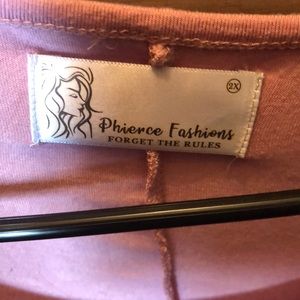 2X
Phierce Fashions
FORGET THE RULES